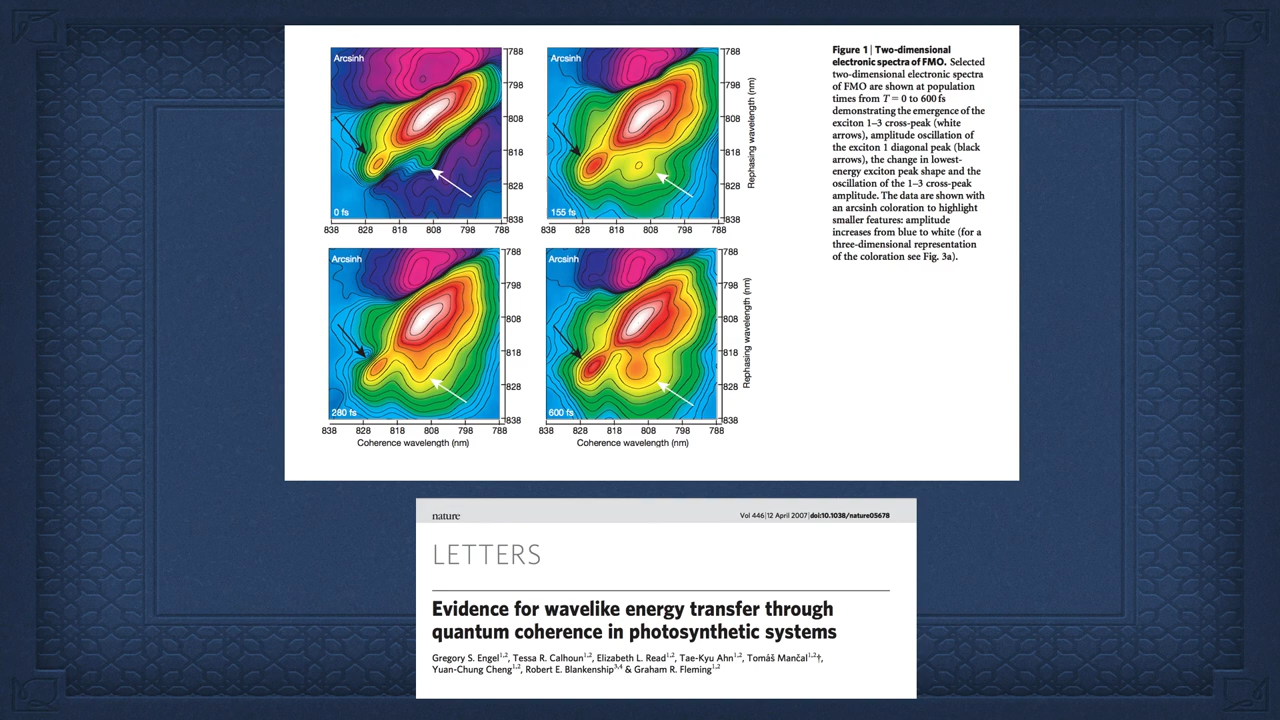 Arcsinh
788
798
808
818
828
838
0 fs
838
828
818
808
798
788
Arcsinh
788
798
808
818
828
838
Rephasing wavelength (nm)
155 fs
838
828
818
808
798
788
Arcsinh
788
798
808
818
828
838
280 fs
838
828
818
808
798
788
Coherence wavelength (nm)
Arcsinh
788
798
808
818
828
838
Rephasing wavelength (nm)
600 fs
838
828
818
808
798
788
Coherence wavelength (nm)
Figure 1 | Two-dimensional
electronic spectra of FMO. Selected
two-dimensional electronic spectra
of FMO are shown at population
times from T = 0 to 600 fs
demonstrating the emergence of the
exciton 1–3 cross-peak (white
arrows), amplitude oscillation of
the exciton 1 diagonal peak (black
arrows), the change in lowest-
energy exciton peak shape and the
oscillation of the 1–3 cross-peak
amplitude. The data are shown with
an arcsinh coloration to highlight
smaller features: amplitude
increases from blue to white (for a
three-dimensional representation
of the coloration see Fig. 3a).
nature
Vol 446|12 April 2007|doi:10.1038/nature05678
LETTERS
Evidence for wavelike energy transfer through
quantum coherence in photosynthetic systems
Gregory S. Engel1,2, Tessa R. Calhoun1,2, Elizabeth L. Read1,2, Tae-Kyu Ahn1,2, Tomáš Mančal1,2†,
Yuan-Chung Cheng1,2, Robert E. Blankenship3,4 & Graham R. Fleming1,2